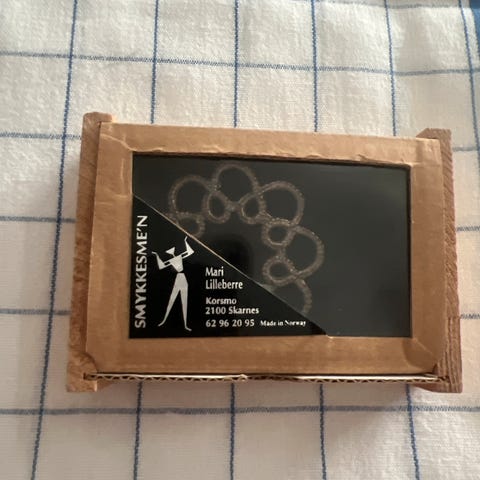 SMYKKESME'N
Mari
Lilleberre
Korsmo
2100 Skarnes
62 96 20 95 Made in Norway